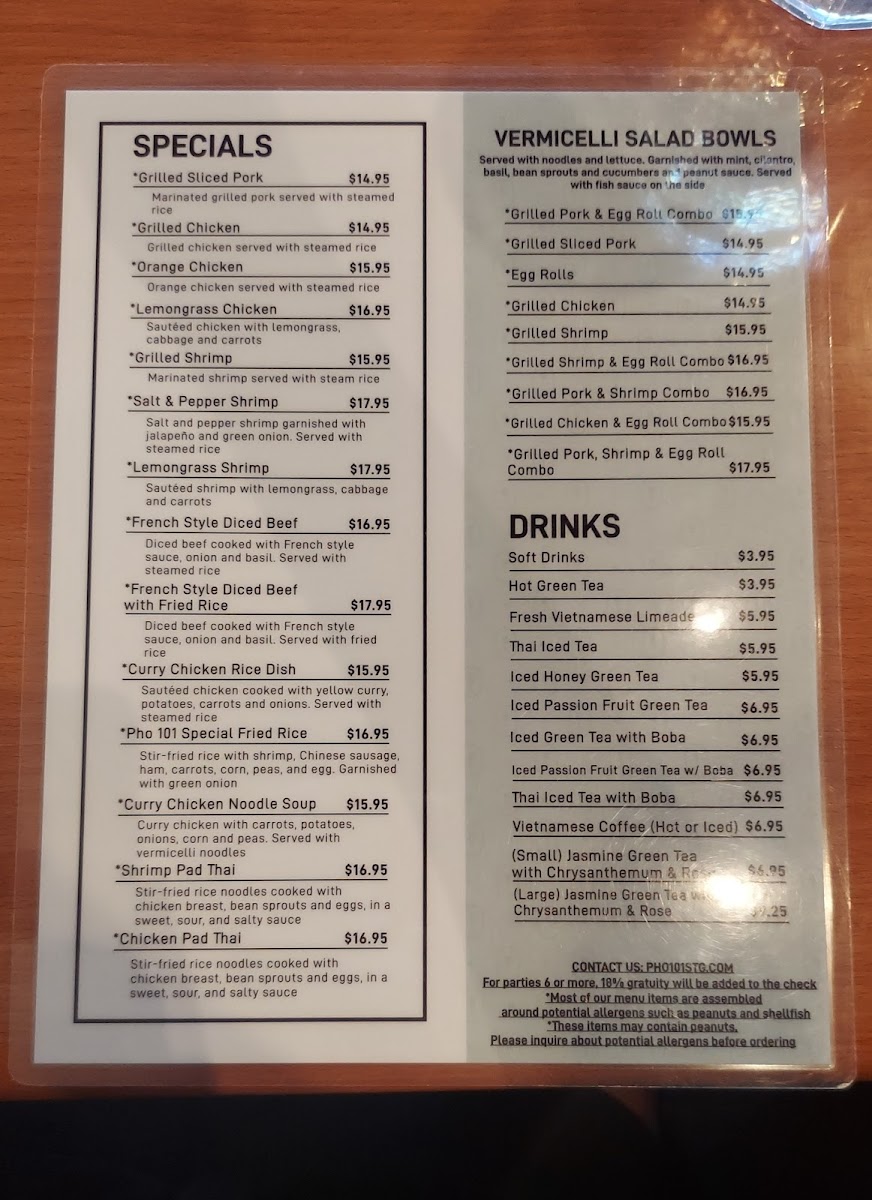 SPECIALS
*Grilled Sliced Pork $14.95
Marinated grilled pork served with steamed
rice
*Grilled Chicken $14.95
Grilled chicken served with steamed rice
*Orange Chicken $15.95
Orange chicken served with steamed rice
*Lemongrass Chicken $16.95
Sautéed chicken with lemongrass,
cabbage and carrots
*Grilled Shrimp $15.95
Marinated shrimp served with steam rice
*Salt & Pepper Shrimp $17.95
Salt and pepper shrimp garnished with
jalapeño and green onion. Served with
steamed rice
*Lemongrass Shrimp $17.95
Sautéed shrimp with lemongrass, cabbage
and carrots
*French Style Diced Beef $16.95
Diced beef cooked with French style
sauce, onion and basil. Served with
steamed rice
*French Style Diced Beef
with Fried Rice $17.95
Diced beef cooked with French style
sauce, onion and basil. Served with fried
rice
*Curry Chicken Rice Dish $15.95
Sautéed chicken cooked with yellow curry,
potatoes, carrots and onions. Served with
steamed rice
*Pho 101 Special Fried Rice $16.95
Stir-fried rice with shrimp, Chinese sausage,
ham, carrots, corn, peas, and egg. Garnished
with green onion
*Curry Chicken Noodle Soup $15.95
Curry chicken with carrots, potatoes,
onions, corn and peas. Served with
vermicelli noodles
*Shrimp Pad Thai $16.95
Stir-fried rice noodles cooked with
chicken breast, bean sprouts and eggs, in a
sweet, sour, and salty sauce
*Chicken Pad Thai $16.95
Stir-fried rice noodles cooked with
chicken breast, bean sprouts and eggs, in a
sweet, sour, and salty sauce
VERMICELLI SALAD BOWLS
Served with noodles and lettuce. Garnished with mint, cilantro,
basil, bean sprouts and cucumbers and peanut sauce. Served
with fish sauce on the side
*Grilled Pork & Egg Roll Combo
*Grilled Sliced Pork $14.95
*Egg Rolls $14.95
*Grilled Chicken $14.95
*Grilled Shrimp $15.95
*Grilled Shrimp & Egg Roll Combo $16.95
*Grilled Pork & Shrimp Combo $16.95
*Grilled Chicken & Egg Roll Combo $15.95
*Grilled Pork, Shrimp & Egg Roll
Combo $17.95
DRINKS
Soft Drinks $3.95
Hot Green Tea $3.95
Fresh Vietnamese Limeade $5.95
Thai Iced Tea $5.95
Iced Honey Green Tea $5.95
Iced Passion Fruit Green Tea $6.95
Iced Green Tea with Boba $6.95
Iced Passion Fruit Green Tea w/ Boba $6.95
Thai Iced Tea with Boba $6.95
Vietnamese Coffee (Hot or Iced) $6.95
(Small) Jasmine Green Tea
with Chrysanthemum & Rose $6.95
(Large) Jasmine Green Tea
Chrysanthemum & Rose
CONTACT US: PHO101STG.COM
For parties 6 or more, 18% gratuity will be added to the check
*Most of our menu items are assembled
around potential allergens such as peanuts and shellfish
*These items may contain peanuts.
Please inquire about potential allergens before ordering